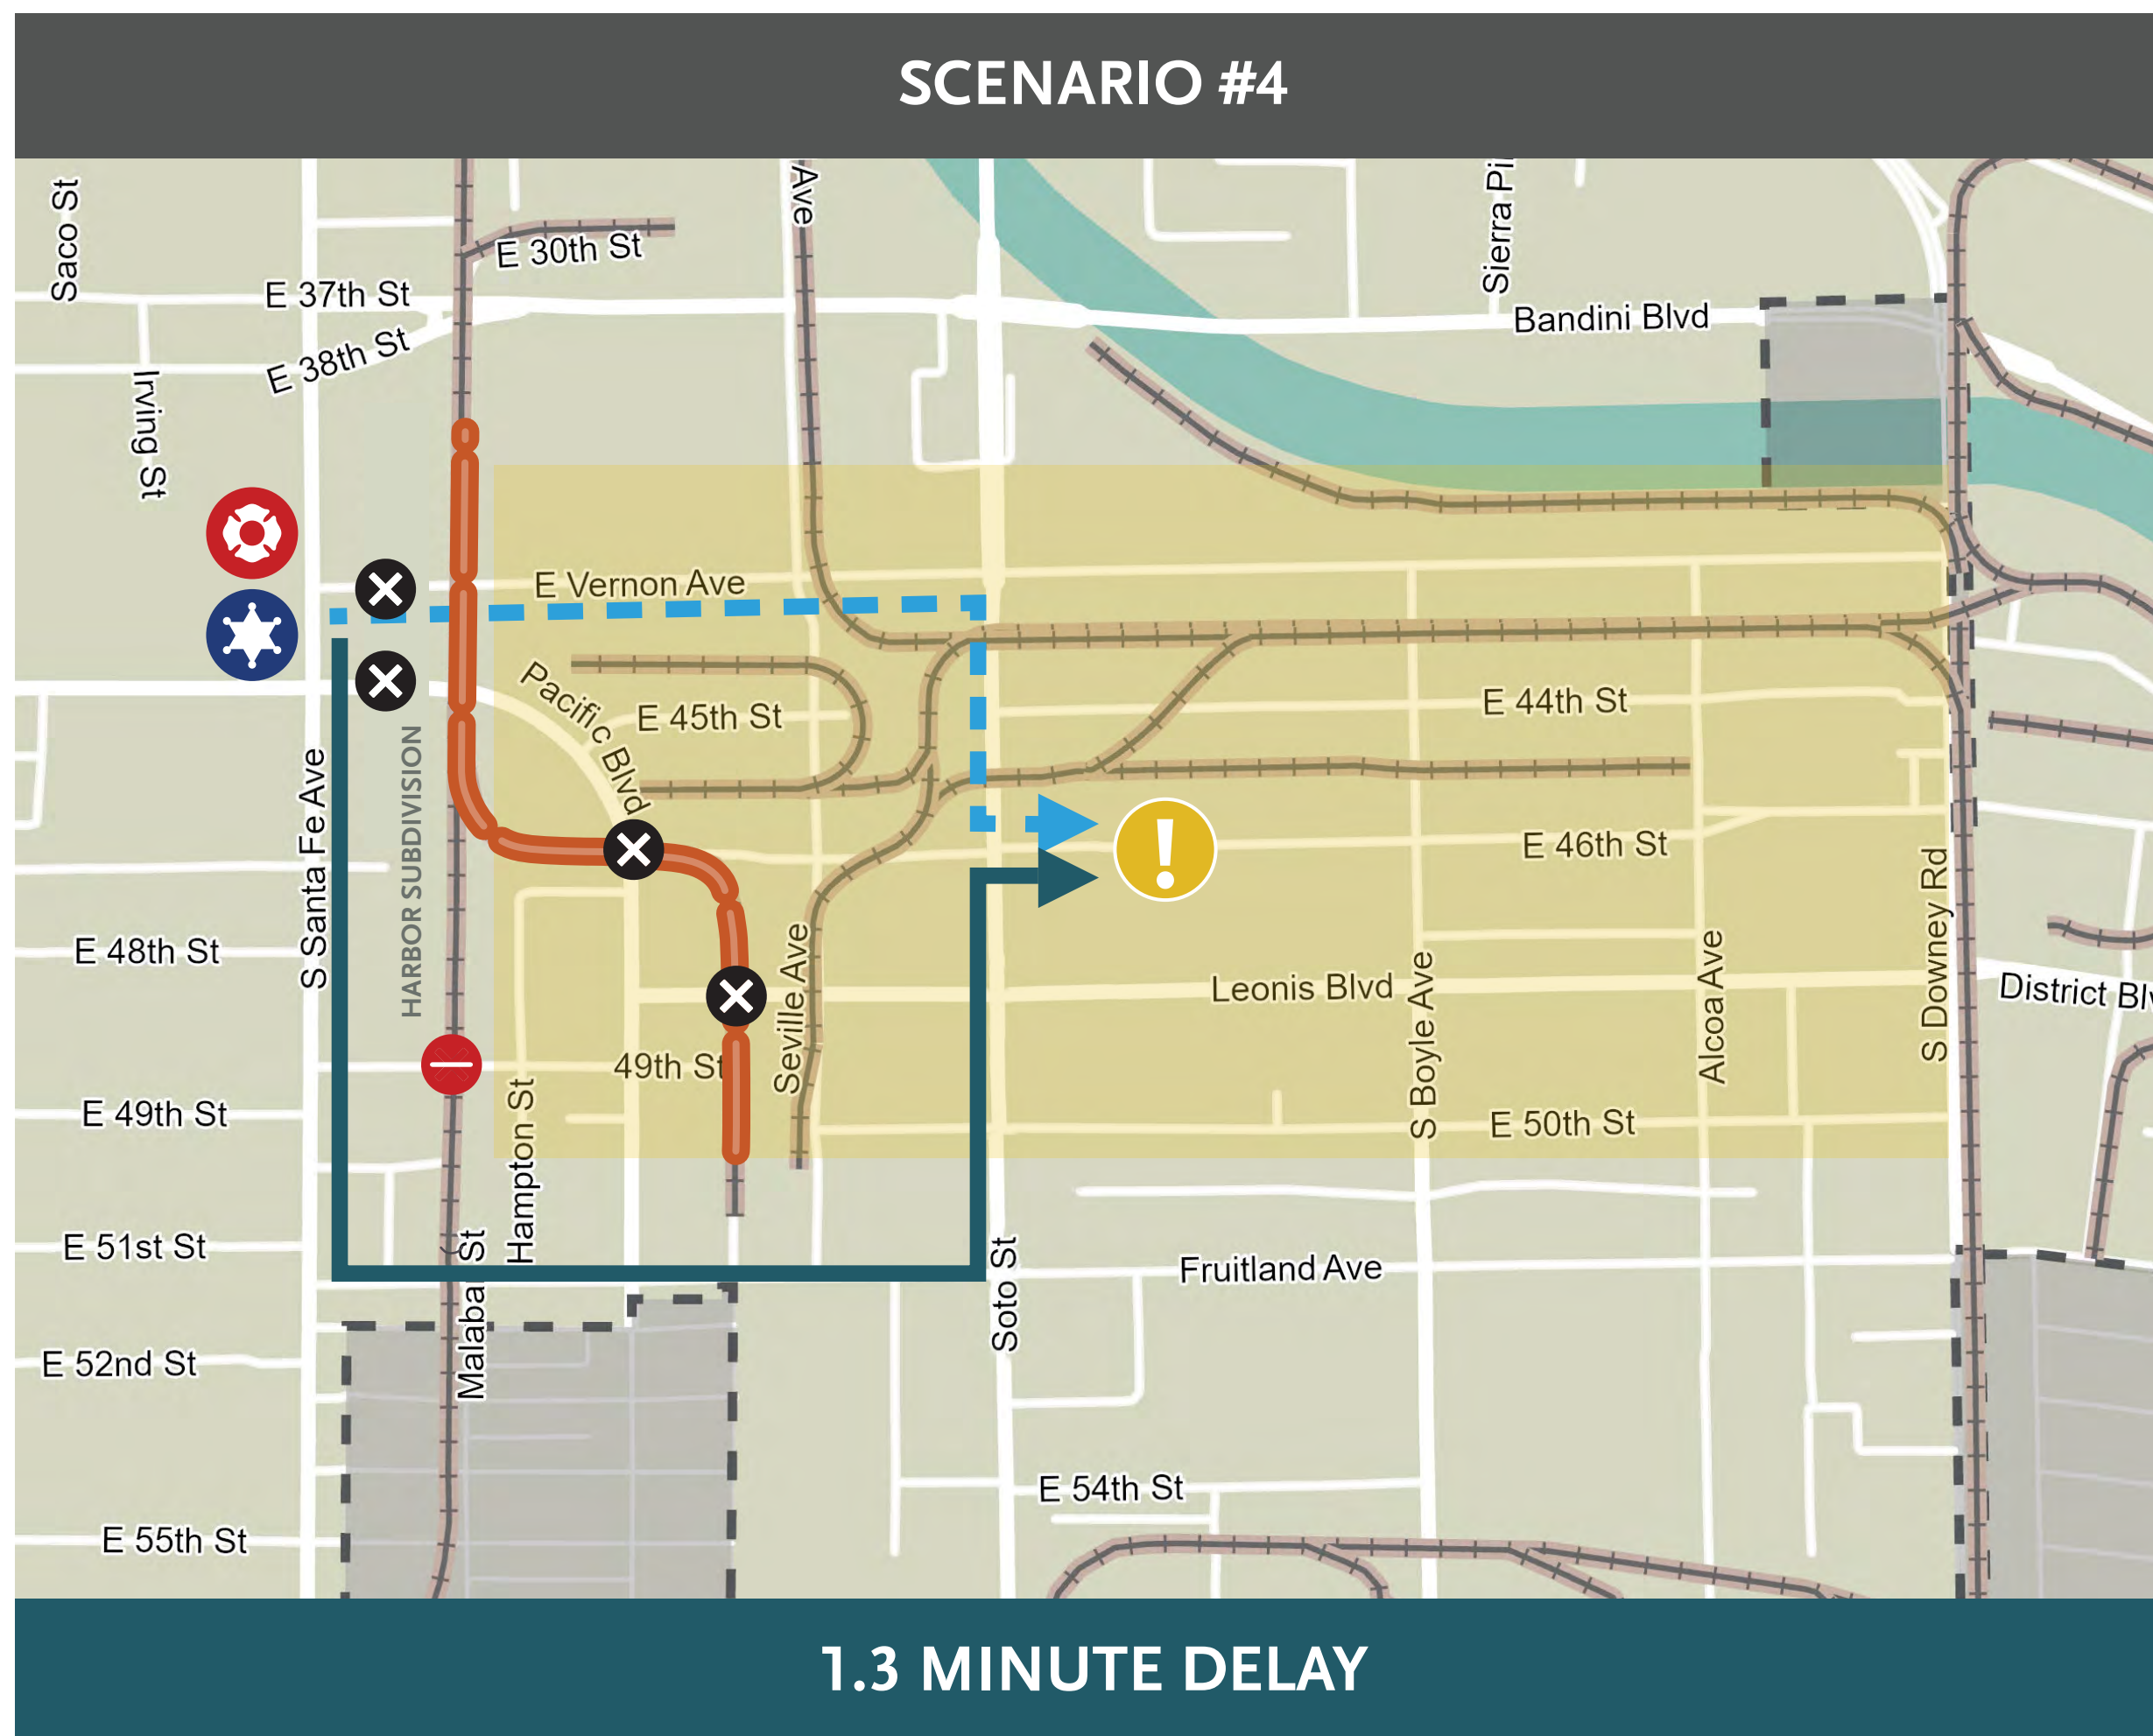 SCENARIO #4
Saco St
Ave
Sierra Pi
E 30th St
E 37th St
Bandini Blvd
E 38th St
Irving St
E Vernon Ave
Pacific Blvd
E 45th St
E 44th St
HARBOR SUBDIVISION
S Santa Fe Ave
E 46th St
S Downey Rd
E 48th St
Seville Ave
Leonis Blvd
S Boyle Ave
Alcoa Ave
District Blv
49th St
E 49th St
Hampton St
E 50th St
E 51st St
Malaba St
Soto St
Fruitland Ave
E 52nd St
E 54th St
E 55th St
1.3 MINUTE DELAY